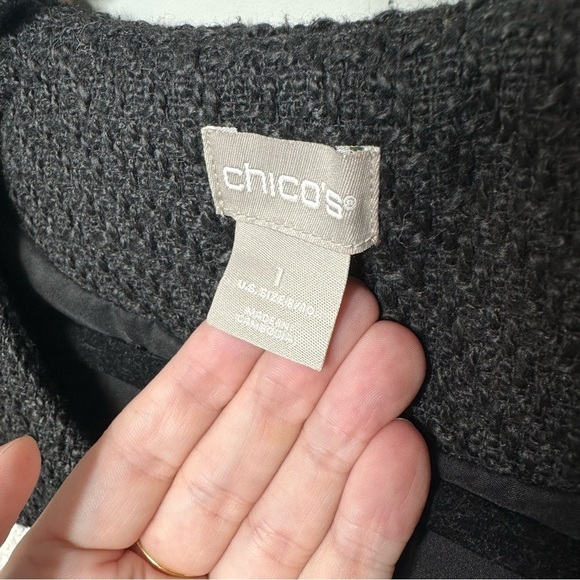 chico's®
1
U.S. SIZE 8/10
MADE IN
CAMBODIA